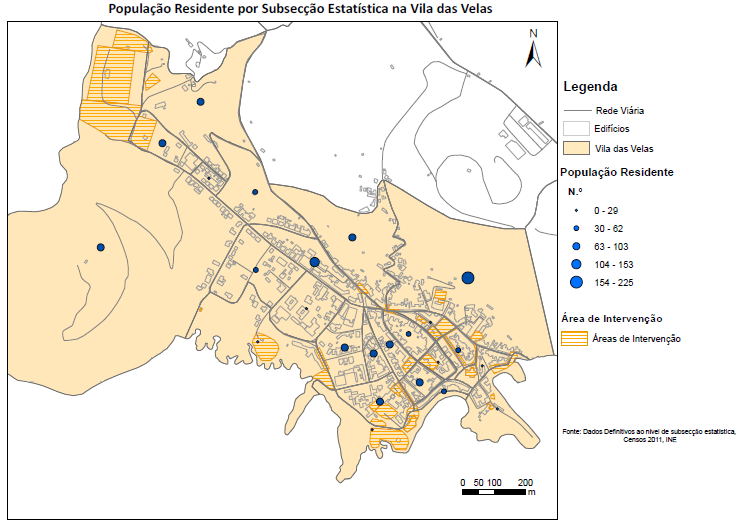 População Residente por Subsecção Estatística na Vila das Velas
N
Legenda
Rede Viária
Edifícios
Vila das Velas
População Residente
N.º
0 - 29
30 - 62
63 - 103
104 - 153
154 - 225
Área de Intervenção
Áreas de Intervenção
Fonte: Dados Definitivos ao nível de subsecção estatística,
Censos 2011, INE
0 50 100 200
m